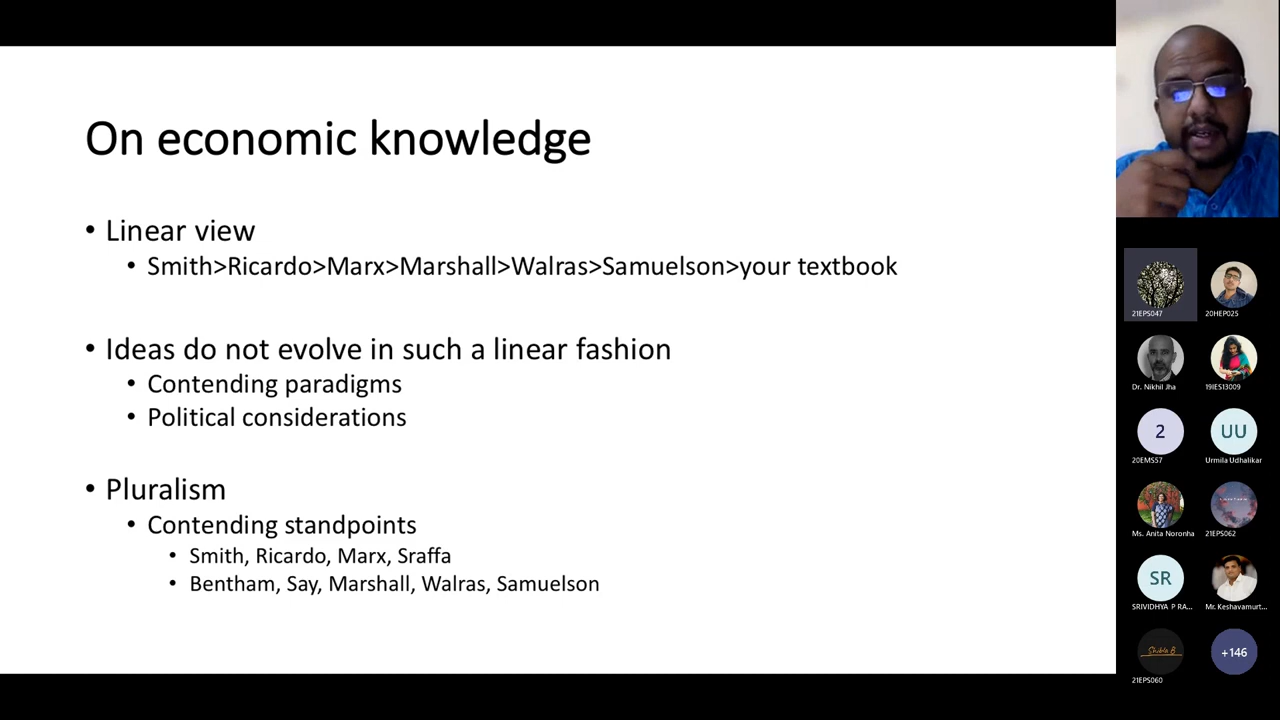 On economic knowledge
• Linear view
• Smith>Ricardo>Marx>Marshall>Walras>Samuelson>your textbook
• Ideas do not evolve in such a linear fashion
• Contending paradigms
• Political considerations
• Pluralism
• Contending standpoints
• Smith, Ricardo, Marx, Sraffa
• Bentham, Say, Marshall, Walras, Samuelson
21EPS047
20HEP025
Dr. Nikhil Jha
19IES13009
2
UU
20EMS57
Urmila Udhalikar
Ms. Anita Noronha
21EPS062
SR
SRIVIDHYA P RA...
Mr. Keshavamurt...
Shibla B
+146
21EPS060